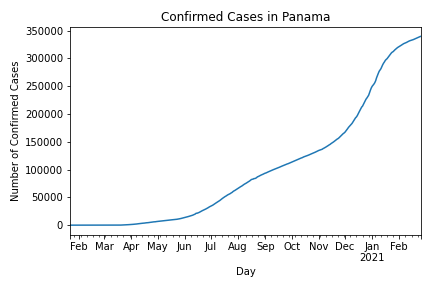 Confirmed Cases in Panama
350000
300000
250000
200000
150000
100000
50000
0
Number of Confirmed Cases
Feb Mar Apr May Jun Jul Aug Sep Oct Nov Dec Jan Feb
2021
Day